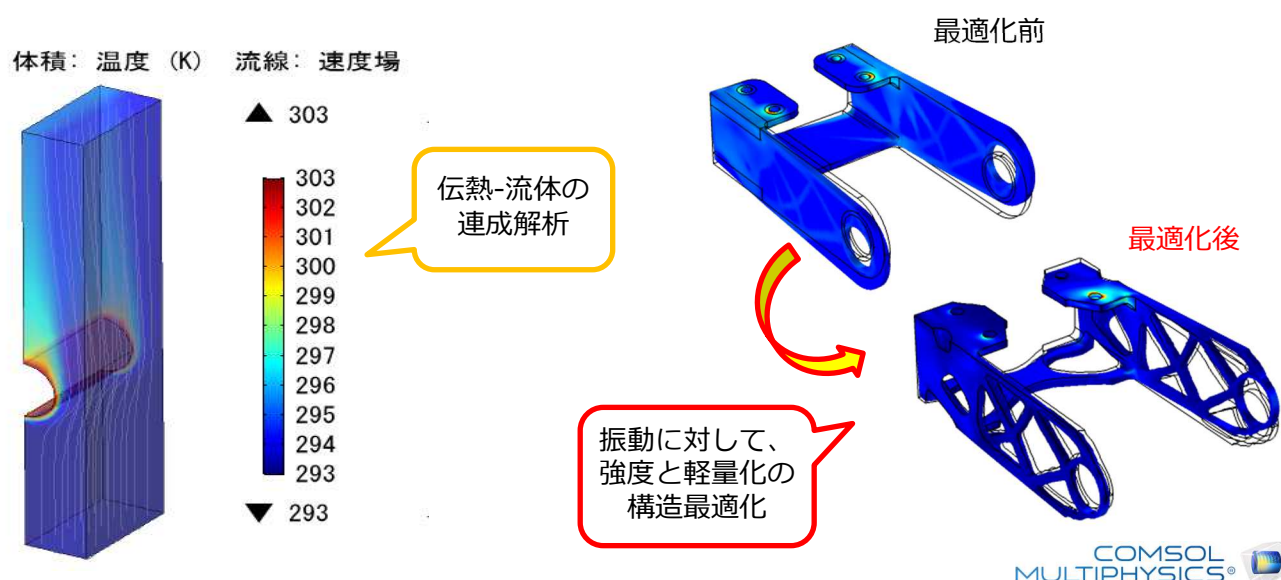 体積: 温度 (K) 流線: 速度場
▲ 303
303
302
301
300
299
298
297
296
295
294
293
▼ 293
伝熱-流体の
連成解析
最適化前
最適化後
振動に対して、
強度と軽量化の
構造最適化
COMSOL
MULTIPHYSICS®